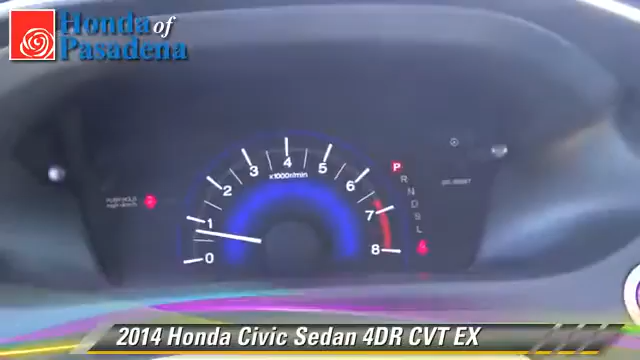 Honda of
Pasadena
0
1
2
3
4
5
6
7
8
x1000r/min
P
R
N
D
S
L
2014 Honda Civic Sedan 4DR CVT EX